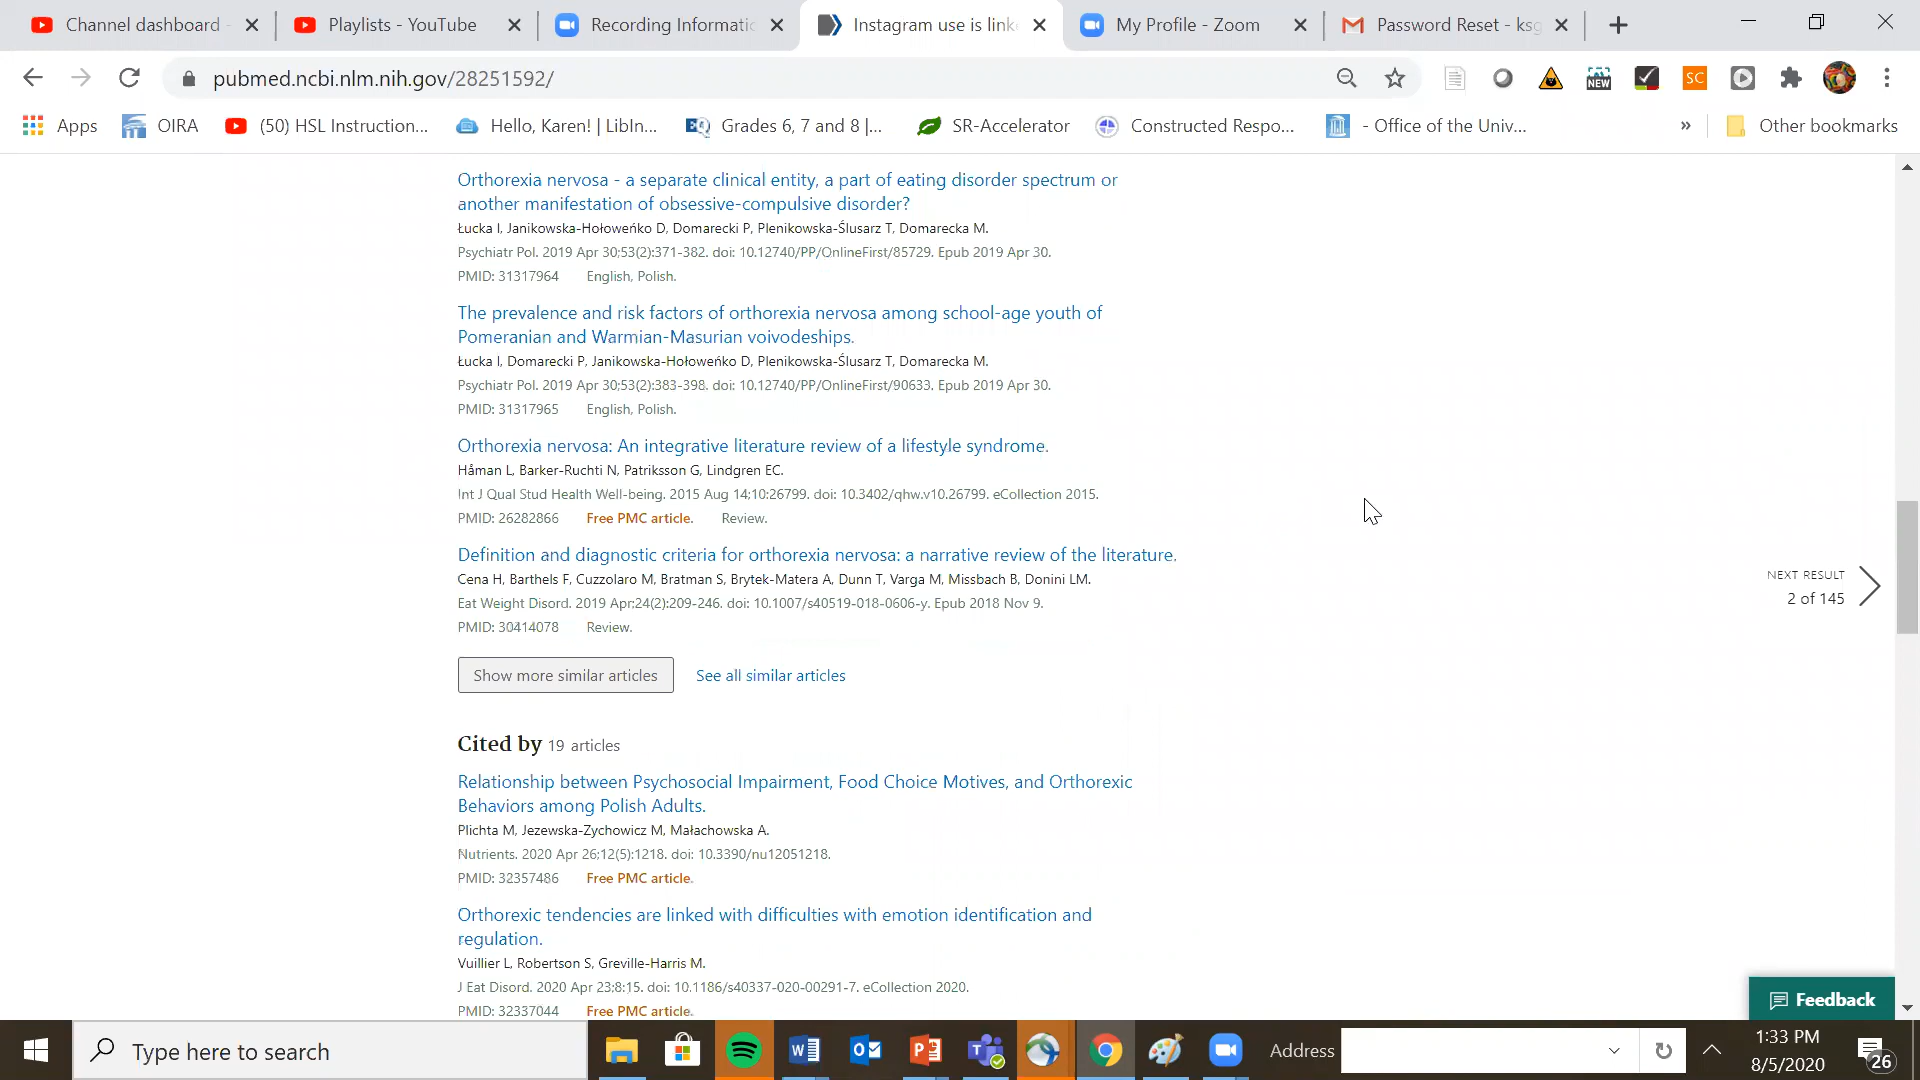 Channel dashboard -
Playlists - YouTube
Recording Informatic
Instagram use is link
My Profile - Zoom
Password Reset - ksg
pubmed.ncbi.nlm.nih.gov/28251592/
NEW
SC
Apps
OIRA
(50) HSL Instruction...
Hello, Karen! | LibIn...
Grades 6, 7 and 8 |...
SR-Accelerator
Constructed Respo...
- Office of the Univ...
»
Other bookmarks
Orthorexia nervosa - a separate clinical entity, a part of eating disorder spectrum or
another manifestation of obsessive-compulsive disorder?
Łucka I, Janikowska-Hołoweńko D, Domarecki P, Plenikowska-Ślusarz T, Domarecka M.
Psychiatr Pol. 2019 Apr 30;53(2):371-382. doi: 10.12740/PP/OnlineFirst/85729. Epub 2019 Apr 30.
PMID: 31317964 English, Polish.
The prevalence and risk factors of orthorexia nervosa among school-age youth of
Pomeranian and Warmian-Masurian voivodeships.
Łucka I, Domarecki P, Janikowska-Hołoweńko D, Plenikowska-Ślusarz T, Domarecka M.
Psychiatr Pol. 2019 Apr 30;53(2):383-398. doi: 10.12740/PP/OnlineFirst/90633. Epub 2019 Apr 30.
PMID: 31317965 English, Polish.
Orthorexia nervosa: An integrative literature review of a lifestyle syndrome.
Håman L, Barker-Ruchti N, Patriksson G, Lindgren EC.
Int J Qual Stud Health Well-being. 2015 Aug 14;10:26799. doi: 10.3402/qhw.v10.26799. eCollection 2015.
PMID: 26282866 Free PMC article. Review.
Definition and diagnostic criteria for orthorexia nervosa: a narrative review of the literature.
Cena H, Barthels F, Cuzzolaro M, Bratman S, Brytek-Matera A, Dunn T, Varga M, Missbach B, Donini LM.
Eat Weight Disord. 2019 Apr;24(2):209-246. doi: 10.1007/s40519-018-0606-y. Epub 2018 Nov 9.
PMID: 30414078 Review.
NEXT RESULT
2 of 145
Show more similar articles
See all similar articles
Cited by 19 articles
Relationship between Psychosocial Impairment, Food Choice Motives, and Orthorexic
Behaviors among Polish Adults.
Plichta M, Jezewska-Zychowicz M, Małachowska A.
Nutrients. 2020 Apr 26;12(5):1218. doi: 10.3390/nu12051218.
PMID: 32357486 Free PMC article.
Orthorexic tendencies are linked with difficulties with emotion identification and
regulation.
Vuillier L, Robertson S, Greville-Harris M.
J Eat Disord. 2020 Apr 23;8:15. doi: 10.1186/s40337-020-00291-7. eCollection 2020.
PMID: 32337044 Free PMC article.
Feedback
Type here to search
Address
1:33 PM
8/5/2020
26